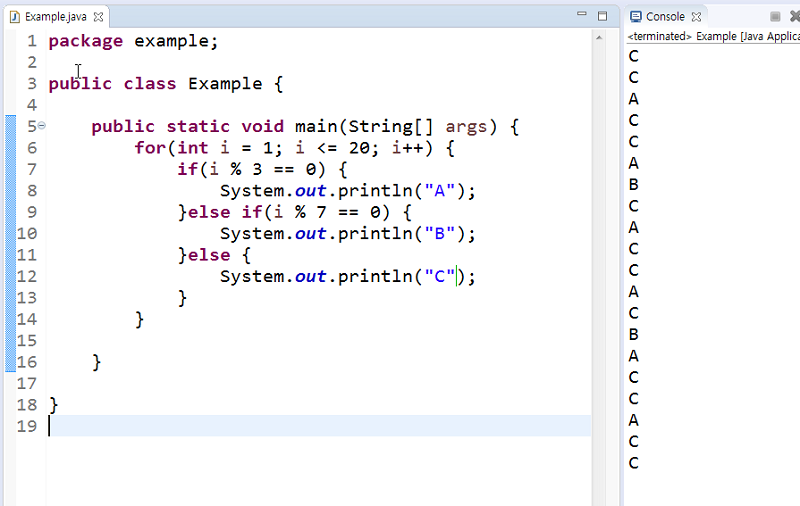 Example.java
1 package example;
2
3 public class Example {
4
5 public static void main(String[] args) {
6 for(int i = 1; i <= 20; i++) {
7 if(i % 3 == 0) {
8 System.out.println("A");
9 }else if(i % 7 == 0) {
10 System.out.println("B");
11 }else {
12 System.out.println("C");
13 }
14 }
15
16 }
17
18 }
19
Console
<terminated> Example [Java Applica
C
C
A
C
C
A
B
C
A
C
C
A
C
B
A
C
C
A
C
C